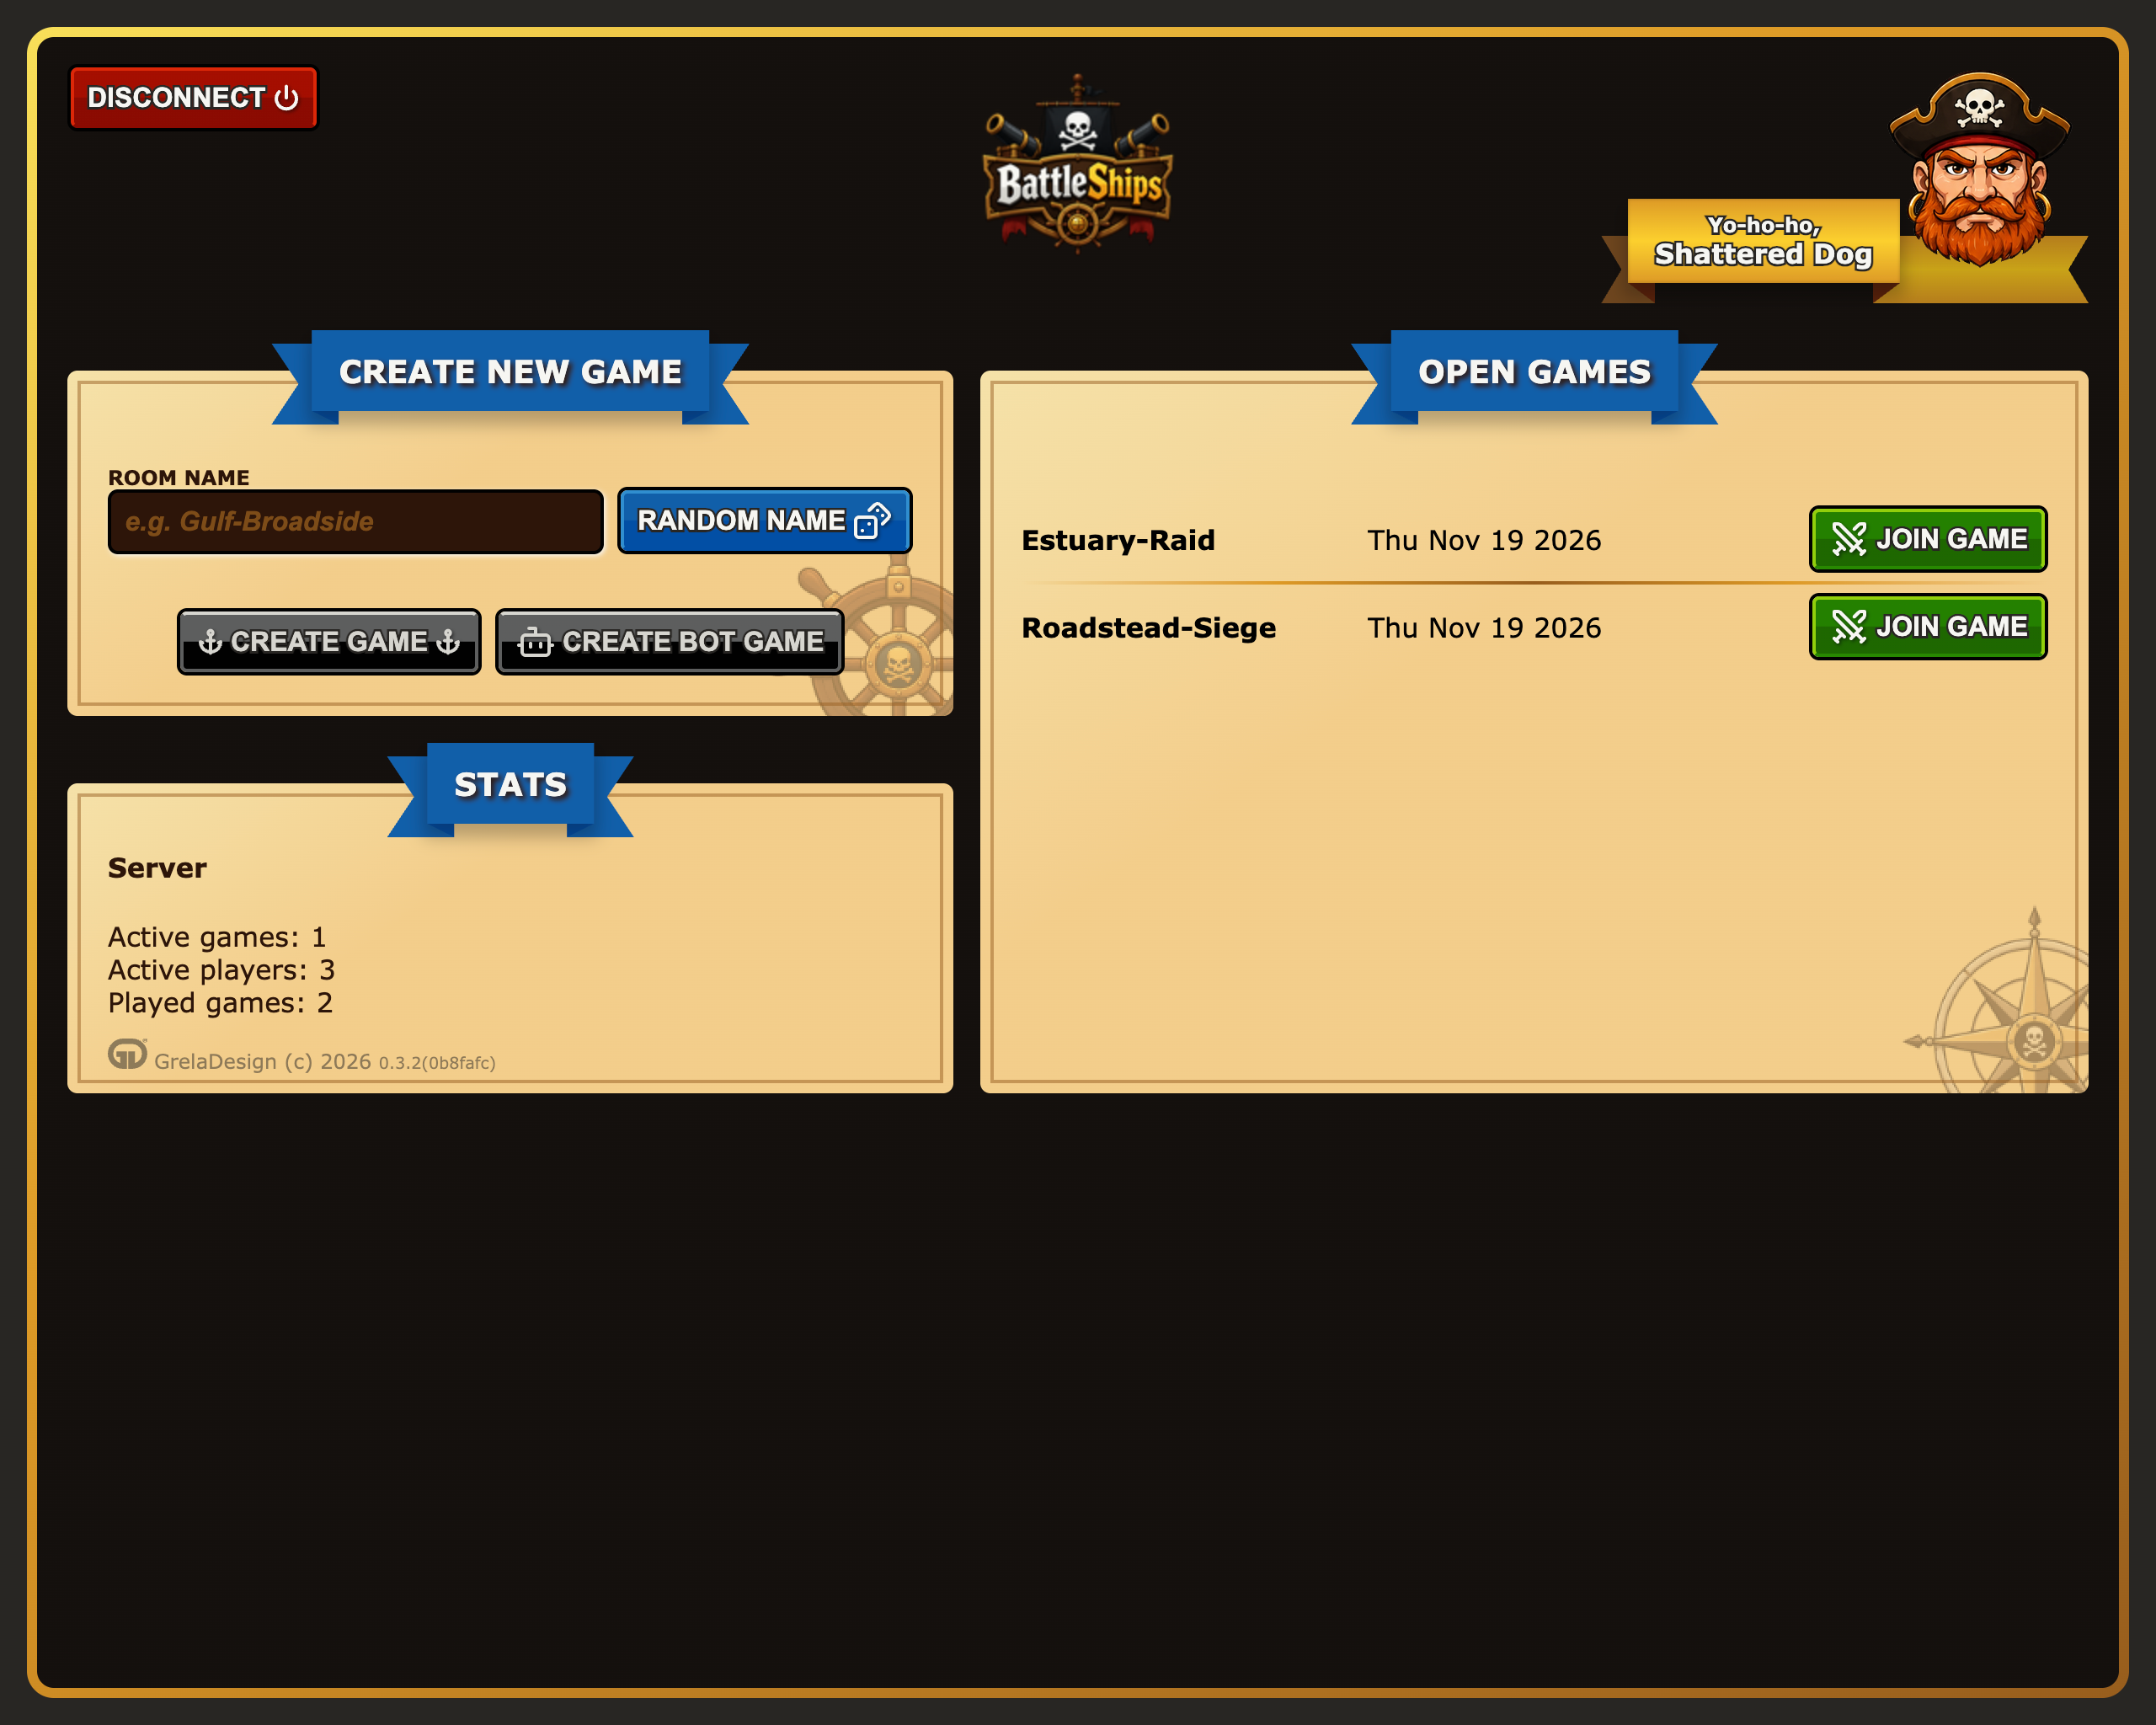 DISCONNECT
BattleShips
Yo-ho-ho,
Shattered Dog
CREATE NEW GAME
ROOM NAME
e.g. Gulf-Broadside
RANDOM NAME
CREATE GAME
CREATE BOT GAME
STATS
Server
Active games: 1
Active players: 3
Played games: 2
GrelaDesign (c) 2026 0.3.2(0b8fafc)
OPEN GAMES
Estuary-Raid Thu Nov 19 2026 JOIN GAME
Roadstead-Siege Thu Nov 19 2026 JOIN GAME